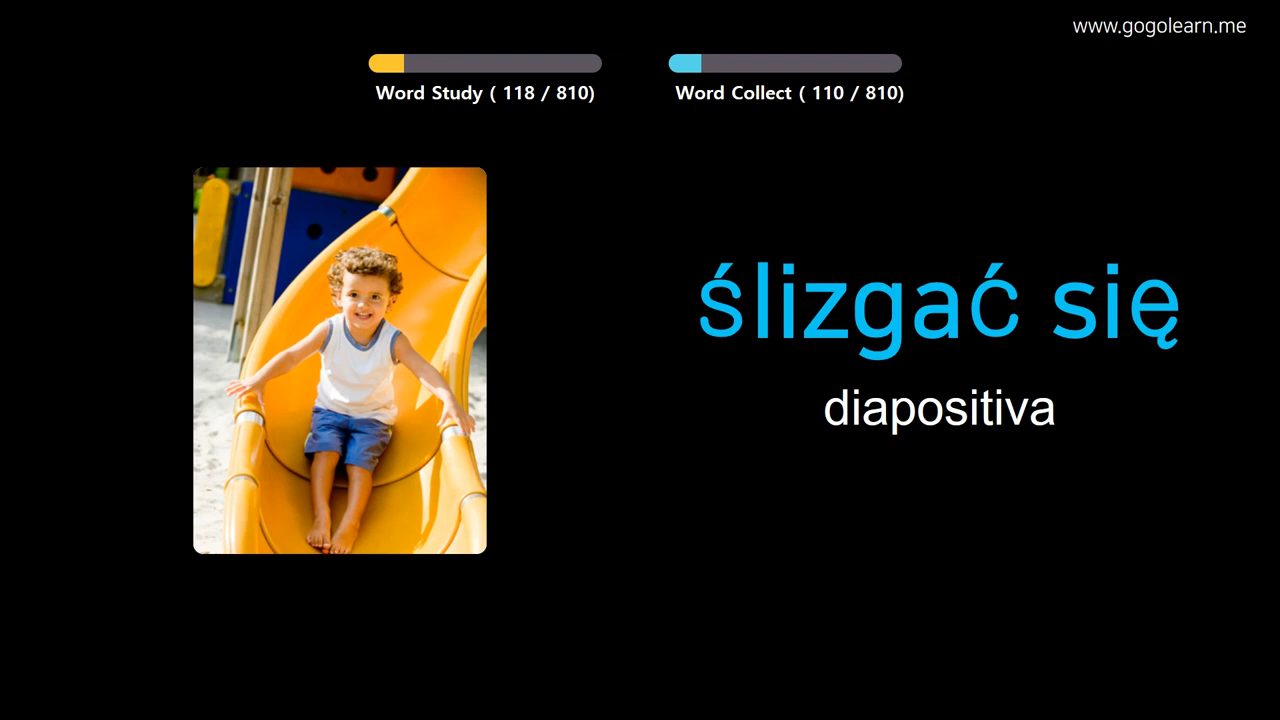 www.gogolearn.me
Word Study ( 118 / 810)
Word Collect ( 110 / 810)
ślizgać się
diapositiva